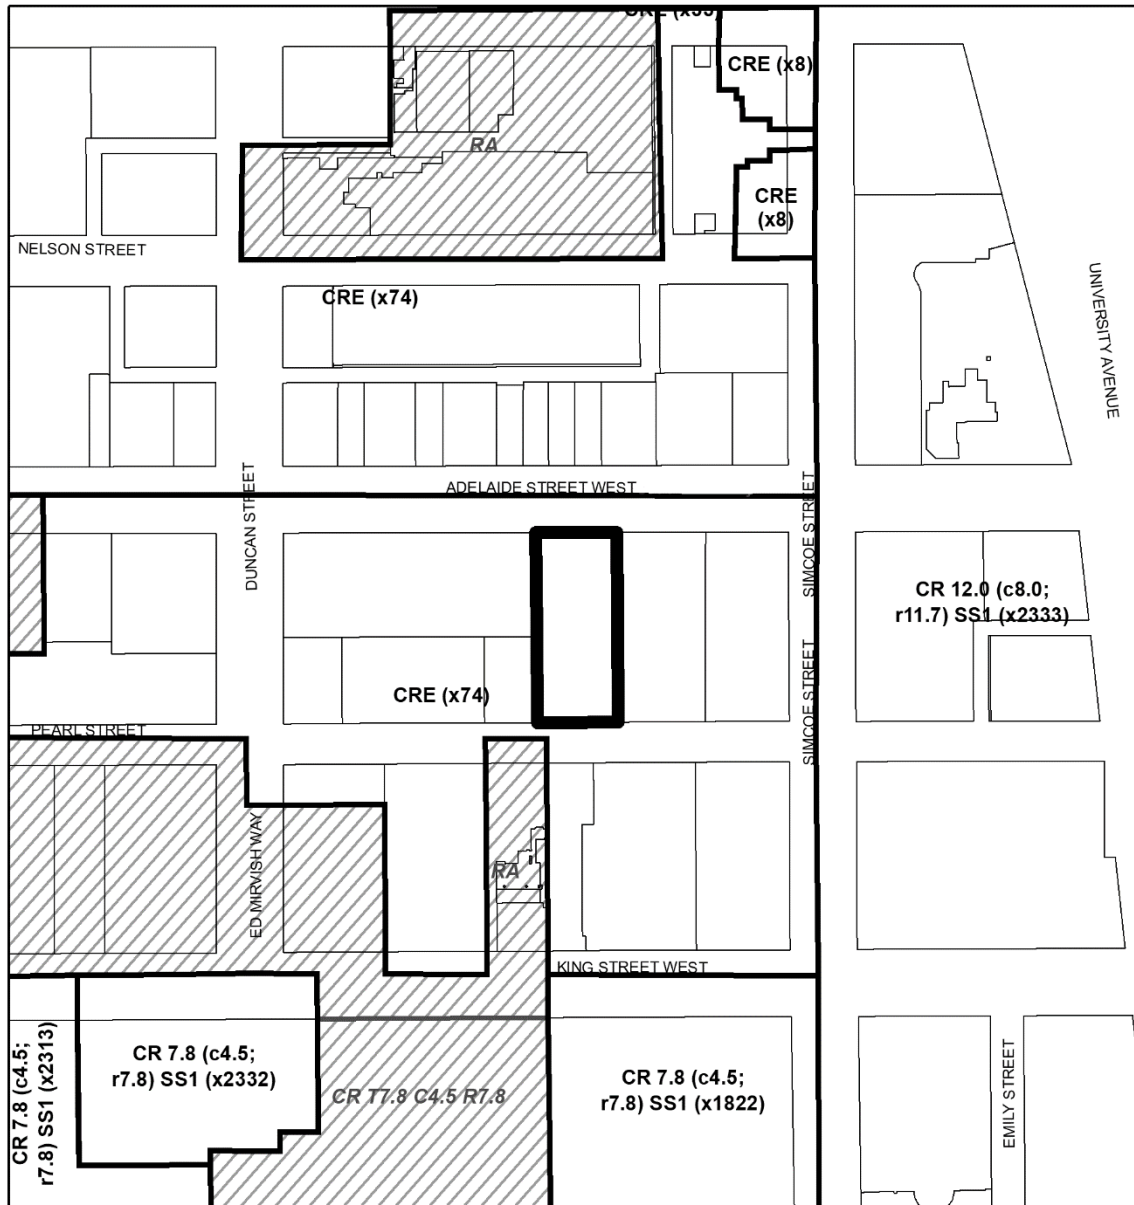 CRE (x55)
CRE (x8)
RA
CRE
(x8)
NELSON STREET
CRE (x74)
UNIVERSITY AVENUE
ADELAIDE STREET WEST
DUNCAN STREET
SIMCOE STREET
CR 12.0 (c8.0;
r11.7) SS1 (x2333)
SIMCOE STREET
CRE (x74)
PEARL STREET
ED MIRVISH WAY
RA
KING STREET WEST
CR 7.8 (c4.5;
r7.8) SS1 (x2313)
CR 7.8 (c4.5;
r7.8) SS1 (x2332)
CR T7.8 C4.5 R7.8
CR 7.8 (c4.5;
r7.8) SS1 (x1822)
EMILY STREET